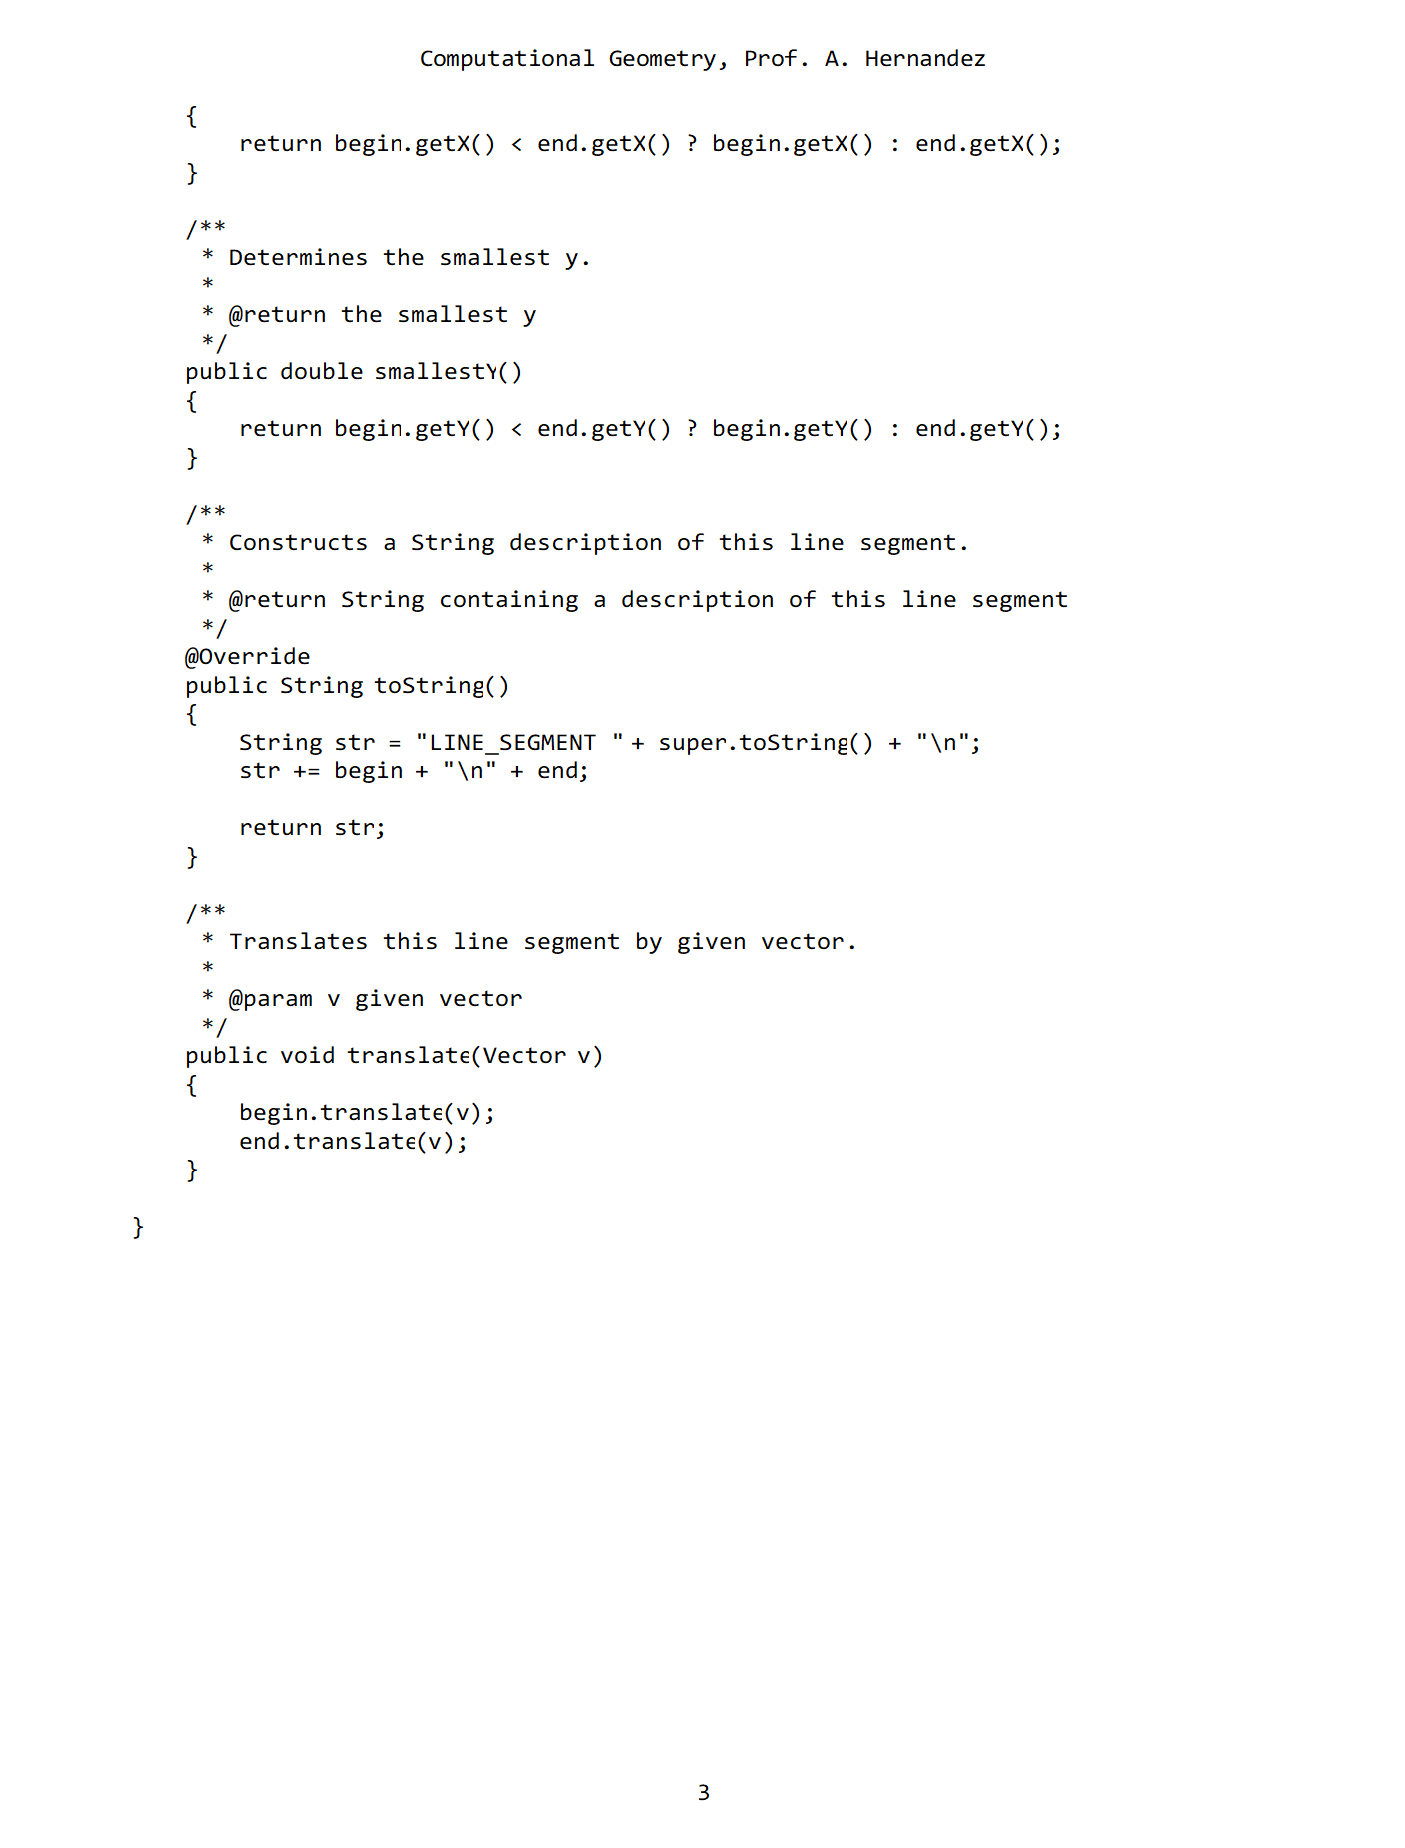 Computational Geometry, Prof. A. Hernandez
{
return begin.getX() < end.getX() ? begin.getX() : end.getX();
}
/**
* Determines the smallest y.
*
* @return the smallest y
*/
public double smallestY()
{
return begin.getY() < end.getY() ? begin.getY() : end.getY();
}
/**
* Constructs a String description of this line segment.
*
* @return String containing a description of this line segment
*/
@Override
public String toString()
{
String str = "LINE_SEGMENT " + super.toString() + "\n";
str += begin + "\n" + end;
return str;
}
/**
* Translates this line segment by given vector.
*
* @param v given vector
*/
public void translate(Vector v)
{
begin.translate(v);
end.translate(v);
}
}
3